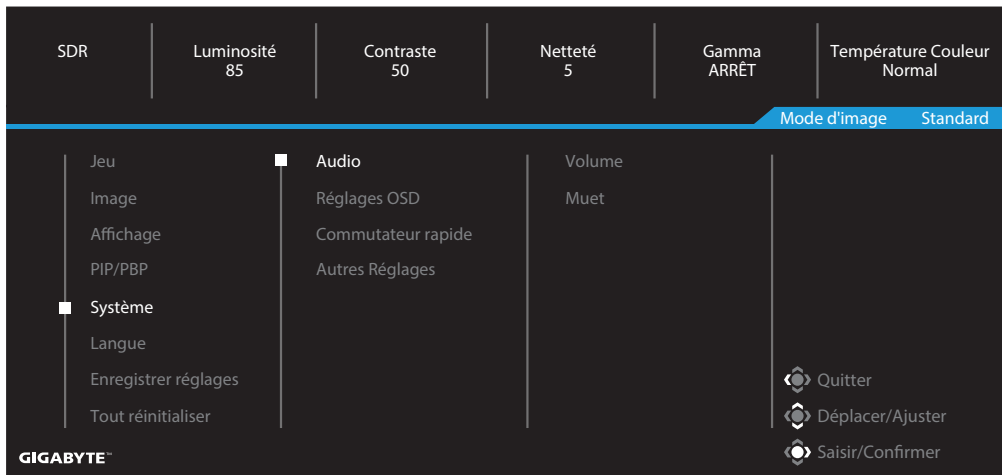 SDR
Luminosité
85
Contraste
50
Netteté
5
Gamma
ARRÊT
Température Couleur
Normal
Mode d'image Standard
Jeu
Image
Affichage
PIP/PBP
Système
Langue
Enregistrer réglages
Tout réinitialiser
Audio
Réglages OSD
Commutateur rapide
Autres Réglages
Volume
Muet
Quitter
Déplacer/Ajuster
Saisir/Confirmer
GIGABYTE™